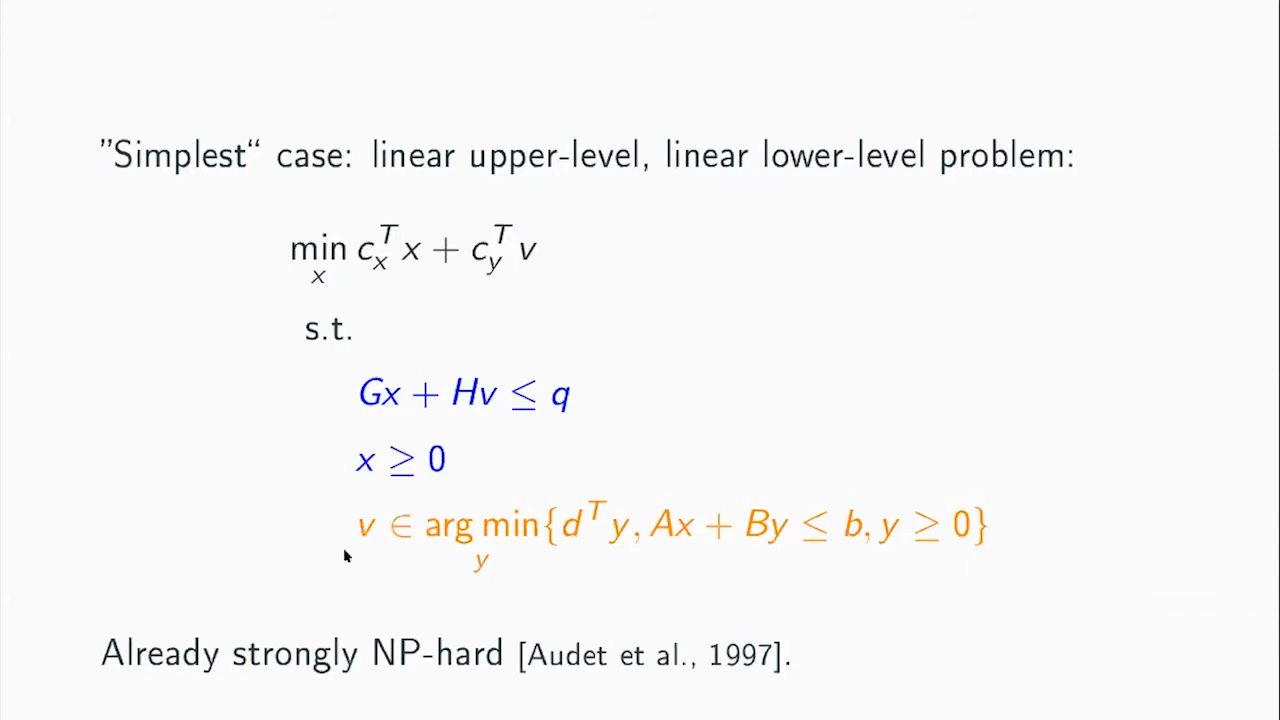 ”Simplest“ case: linear upper-level, linear lower-level problem:
min_x c_x^T x + c_y^T v
s.t.
Gx + Hv ≤ q
x ≥ 0
v ∈ arg min_y {d^T y, Ax + By ≤ b, y ≥ 0}
Already strongly NP-hard [Audet et al., 1997].